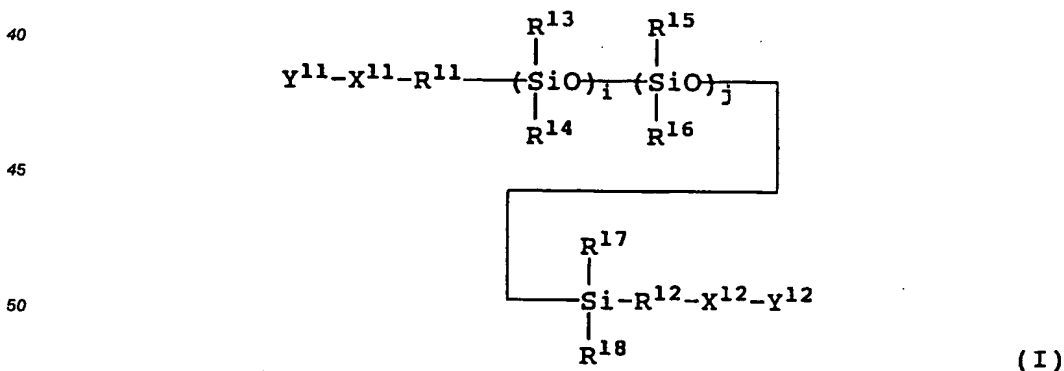 40
R13 R15
Y11-X11-R11—(SiO)i—(SiO)j
R14 R16
45
R17
50
Si-R12-X12-Y12
R18
(I)